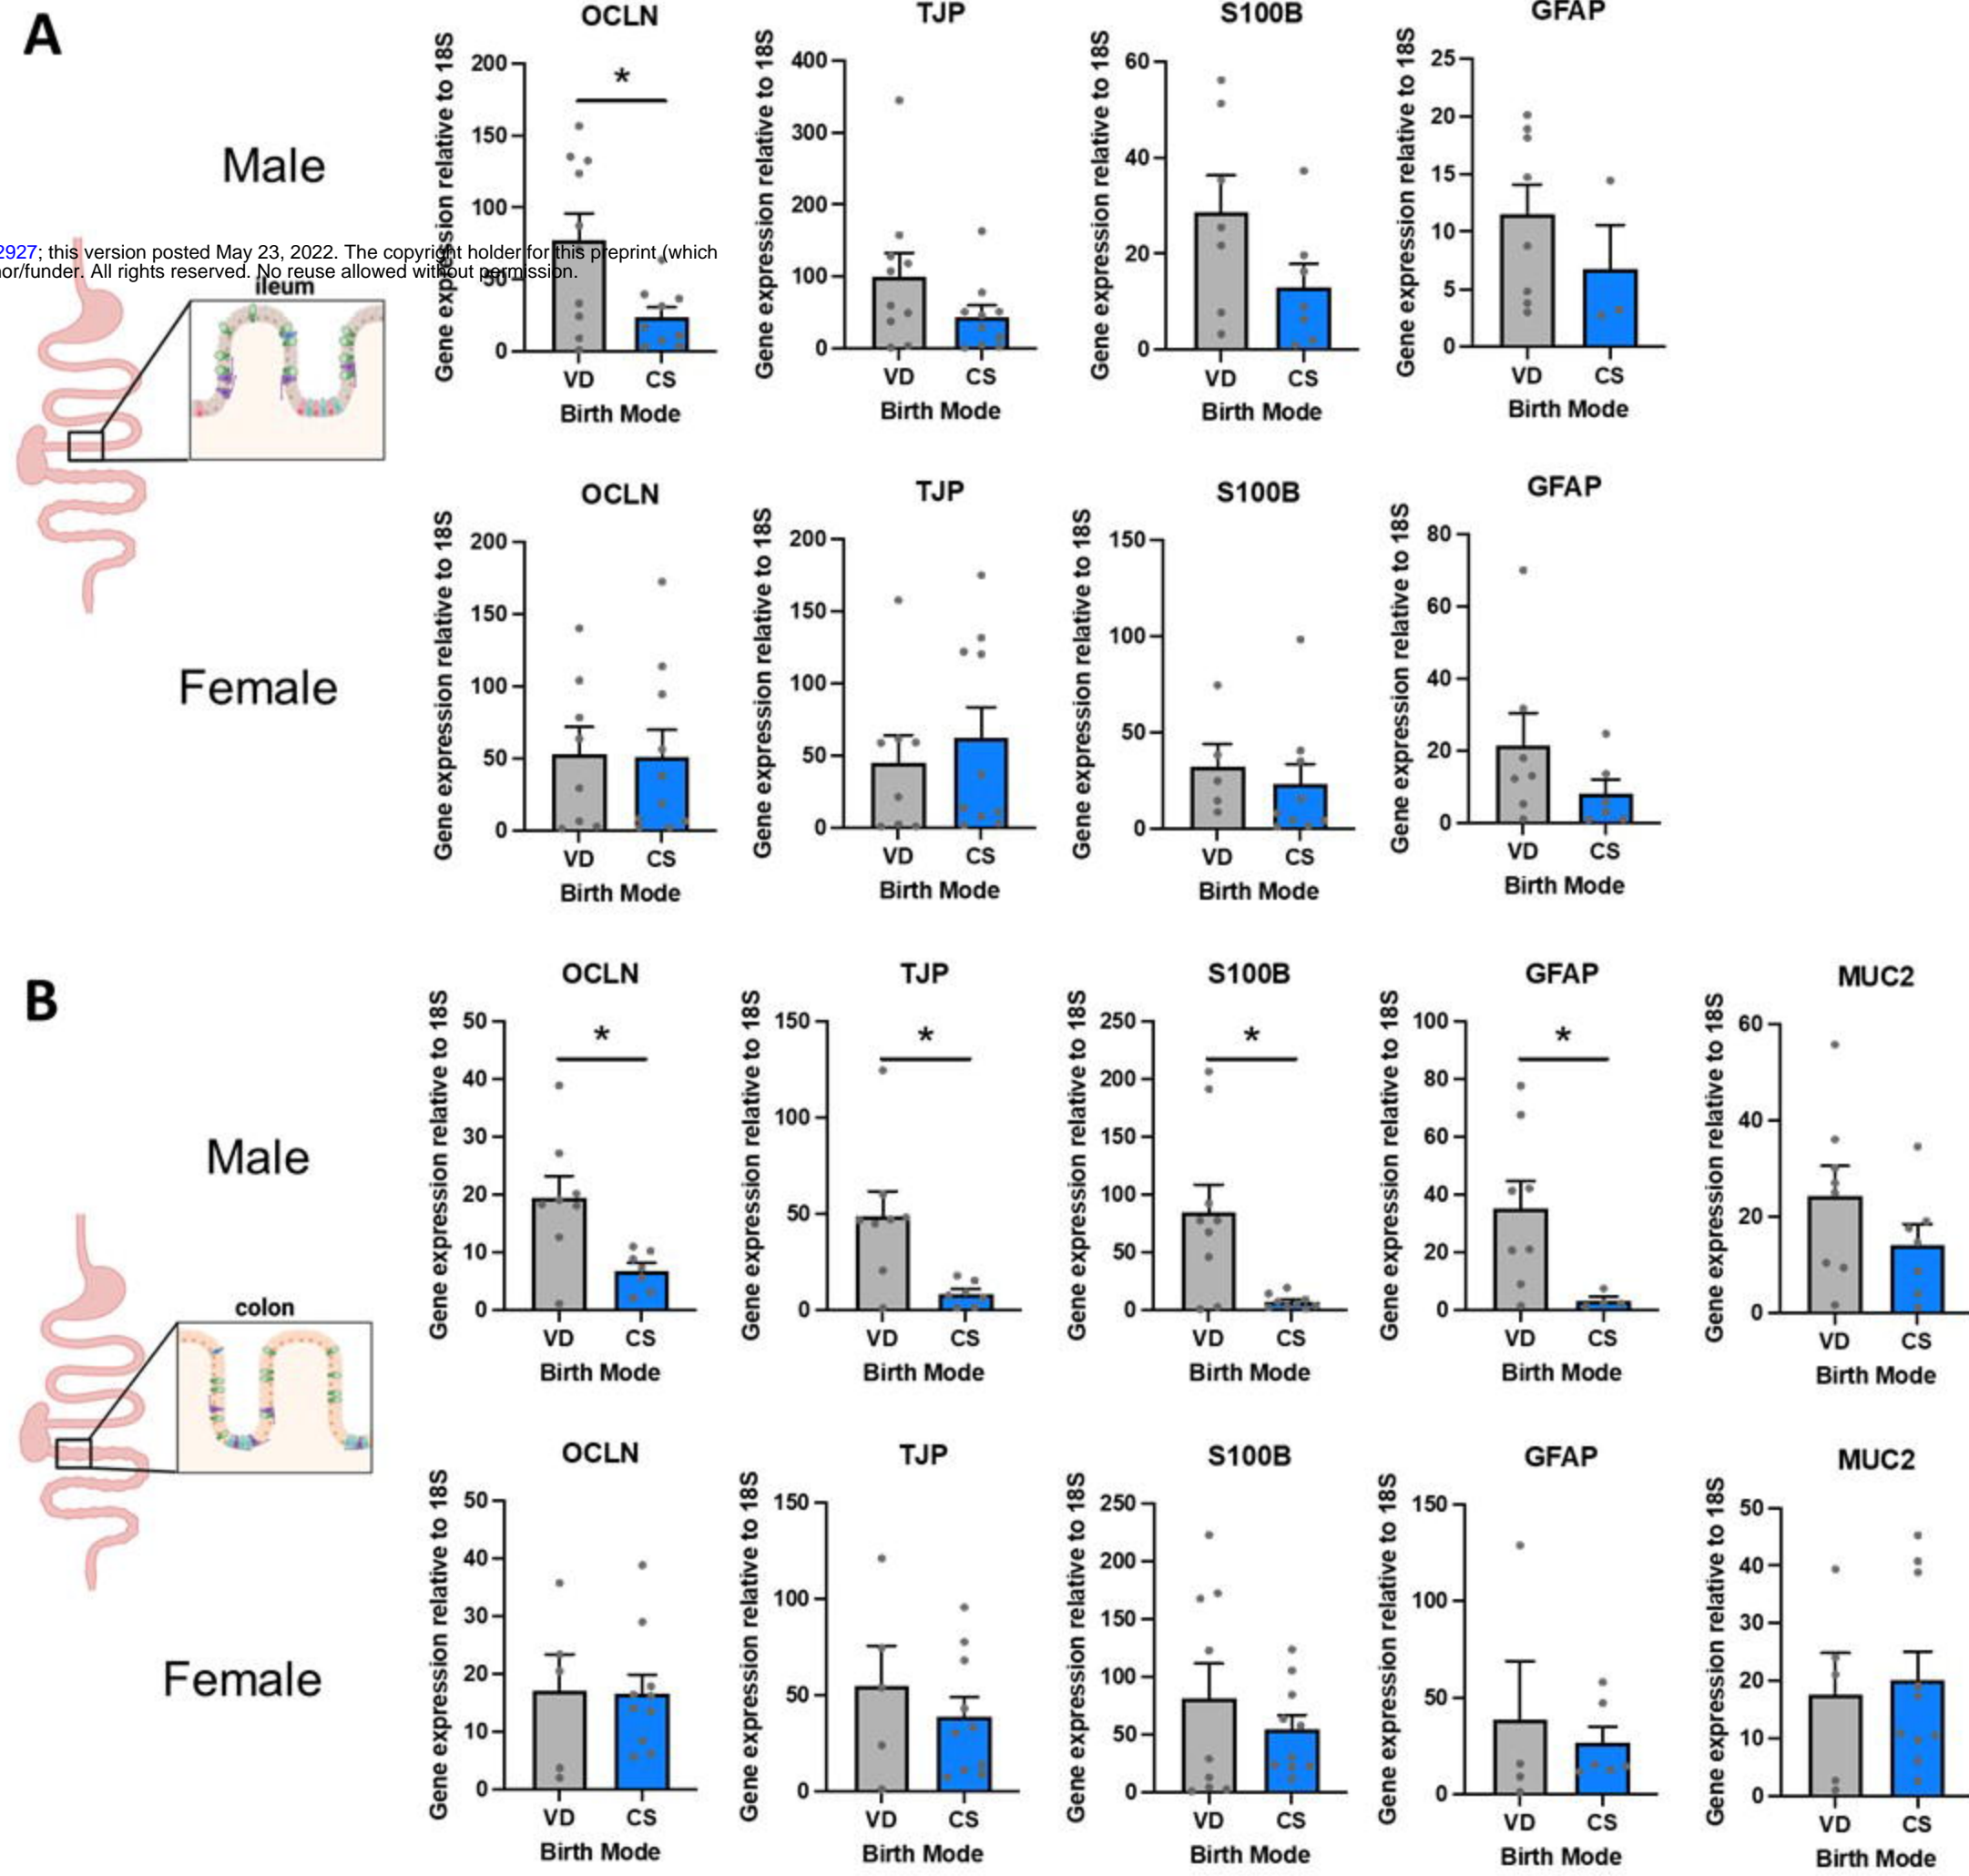 A
OCLN
TJP
S100B
GFAP
Male
Gene expression relative to 18S
200
150
100
50
0
*
VD
CS
Birth Mode
Gene expression relative to 18S
400
300
200
100
0
VD
CS
Birth Mode
Gene expression relative to 18S
60
40
20
0
VD
CS
Birth Mode
Gene expression relative to 18S
25
20
15
10
5
0
VD
CS
Birth Mode
2927; this version posted May 23, 2022. The copyright holder for this preprint (which
nor/funder. All rights reserved. No reuse allowed without permission.
ileum
Female
OCLN
Gene expression relative to 18S
200
150
100
50
0
VD
CS
Birth Mode
TJP
Gene expression relative to 18S
200
150
100
50
0
VD
CS
Birth Mode
S100B
Gene expression relative to 18S
150
100
50
0
VD
CS
Birth Mode
GFAP
Gene expression relative to 18S
80
60
40
20
0
VD
CS
Birth Mode
B
Male
colon
OCLN
Gene expression relative to 18S
50
40
30
20
10
0
*
VD
CS
Birth Mode
TJP
Gene expression relative to 18S
150
100
50
0
*
VD
CS
Birth Mode
S100B
Gene expression relative to 18S
250
200
150
100
50
0
*
VD
CS
Birth Mode
GFAP
Gene expression relative to 18S
100
80
60
40
20
0
*
VD
CS
Birth Mode
MUC2
Gene expression relative to 18S
60
40
20
0
VD
CS
Birth Mode
Female
OCLN
Gene expression relative to 18S
50
40
30
20
10
0
VD
CS
Birth Mode
TJP
Gene expression relative to 18S
150
100
50
0
VD
CS
Birth Mode
S100B
Gene expression relative to 18S
250
200
150
100
50
0
VD
CS
Birth Mode
GFAP
Gene expression relative to 18S
150
100
50
0
VD
CS
Birth Mode
MUC2
Gene expression relative to 18S
50
40
30
20
10
0
VD
CS
Birth Mode